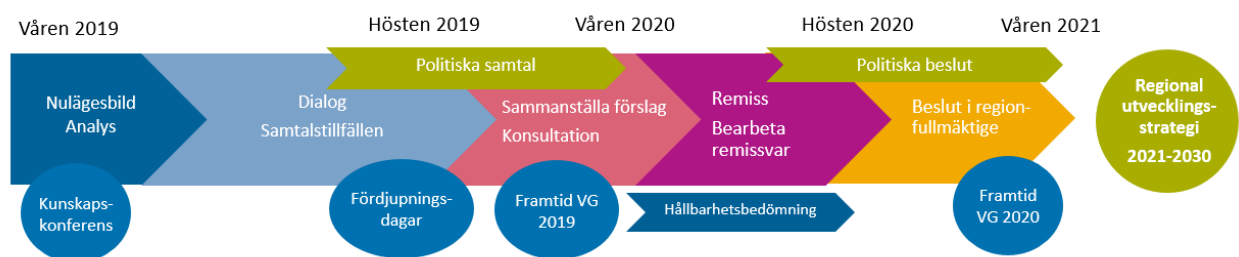 Våren 2019
Hösten 2019
Våren 2020
Hösten 2020
Våren 2021
Politiska samtal
Politiska beslut
Nulägesbild
Analys
Dialog
Samtalstillfällen
Sammanställa förslag
Konsultation
Remiss
Bearbeta
remissvar
Beslut i region-
fullmäktige
Regional
utvecklings-
strategi
2021-2030
Kunskaps-
konferens
Fördjupnings-
dagar
Framtid VG
2019
Hållbarhetsbedömning
Framtid
VG 2020